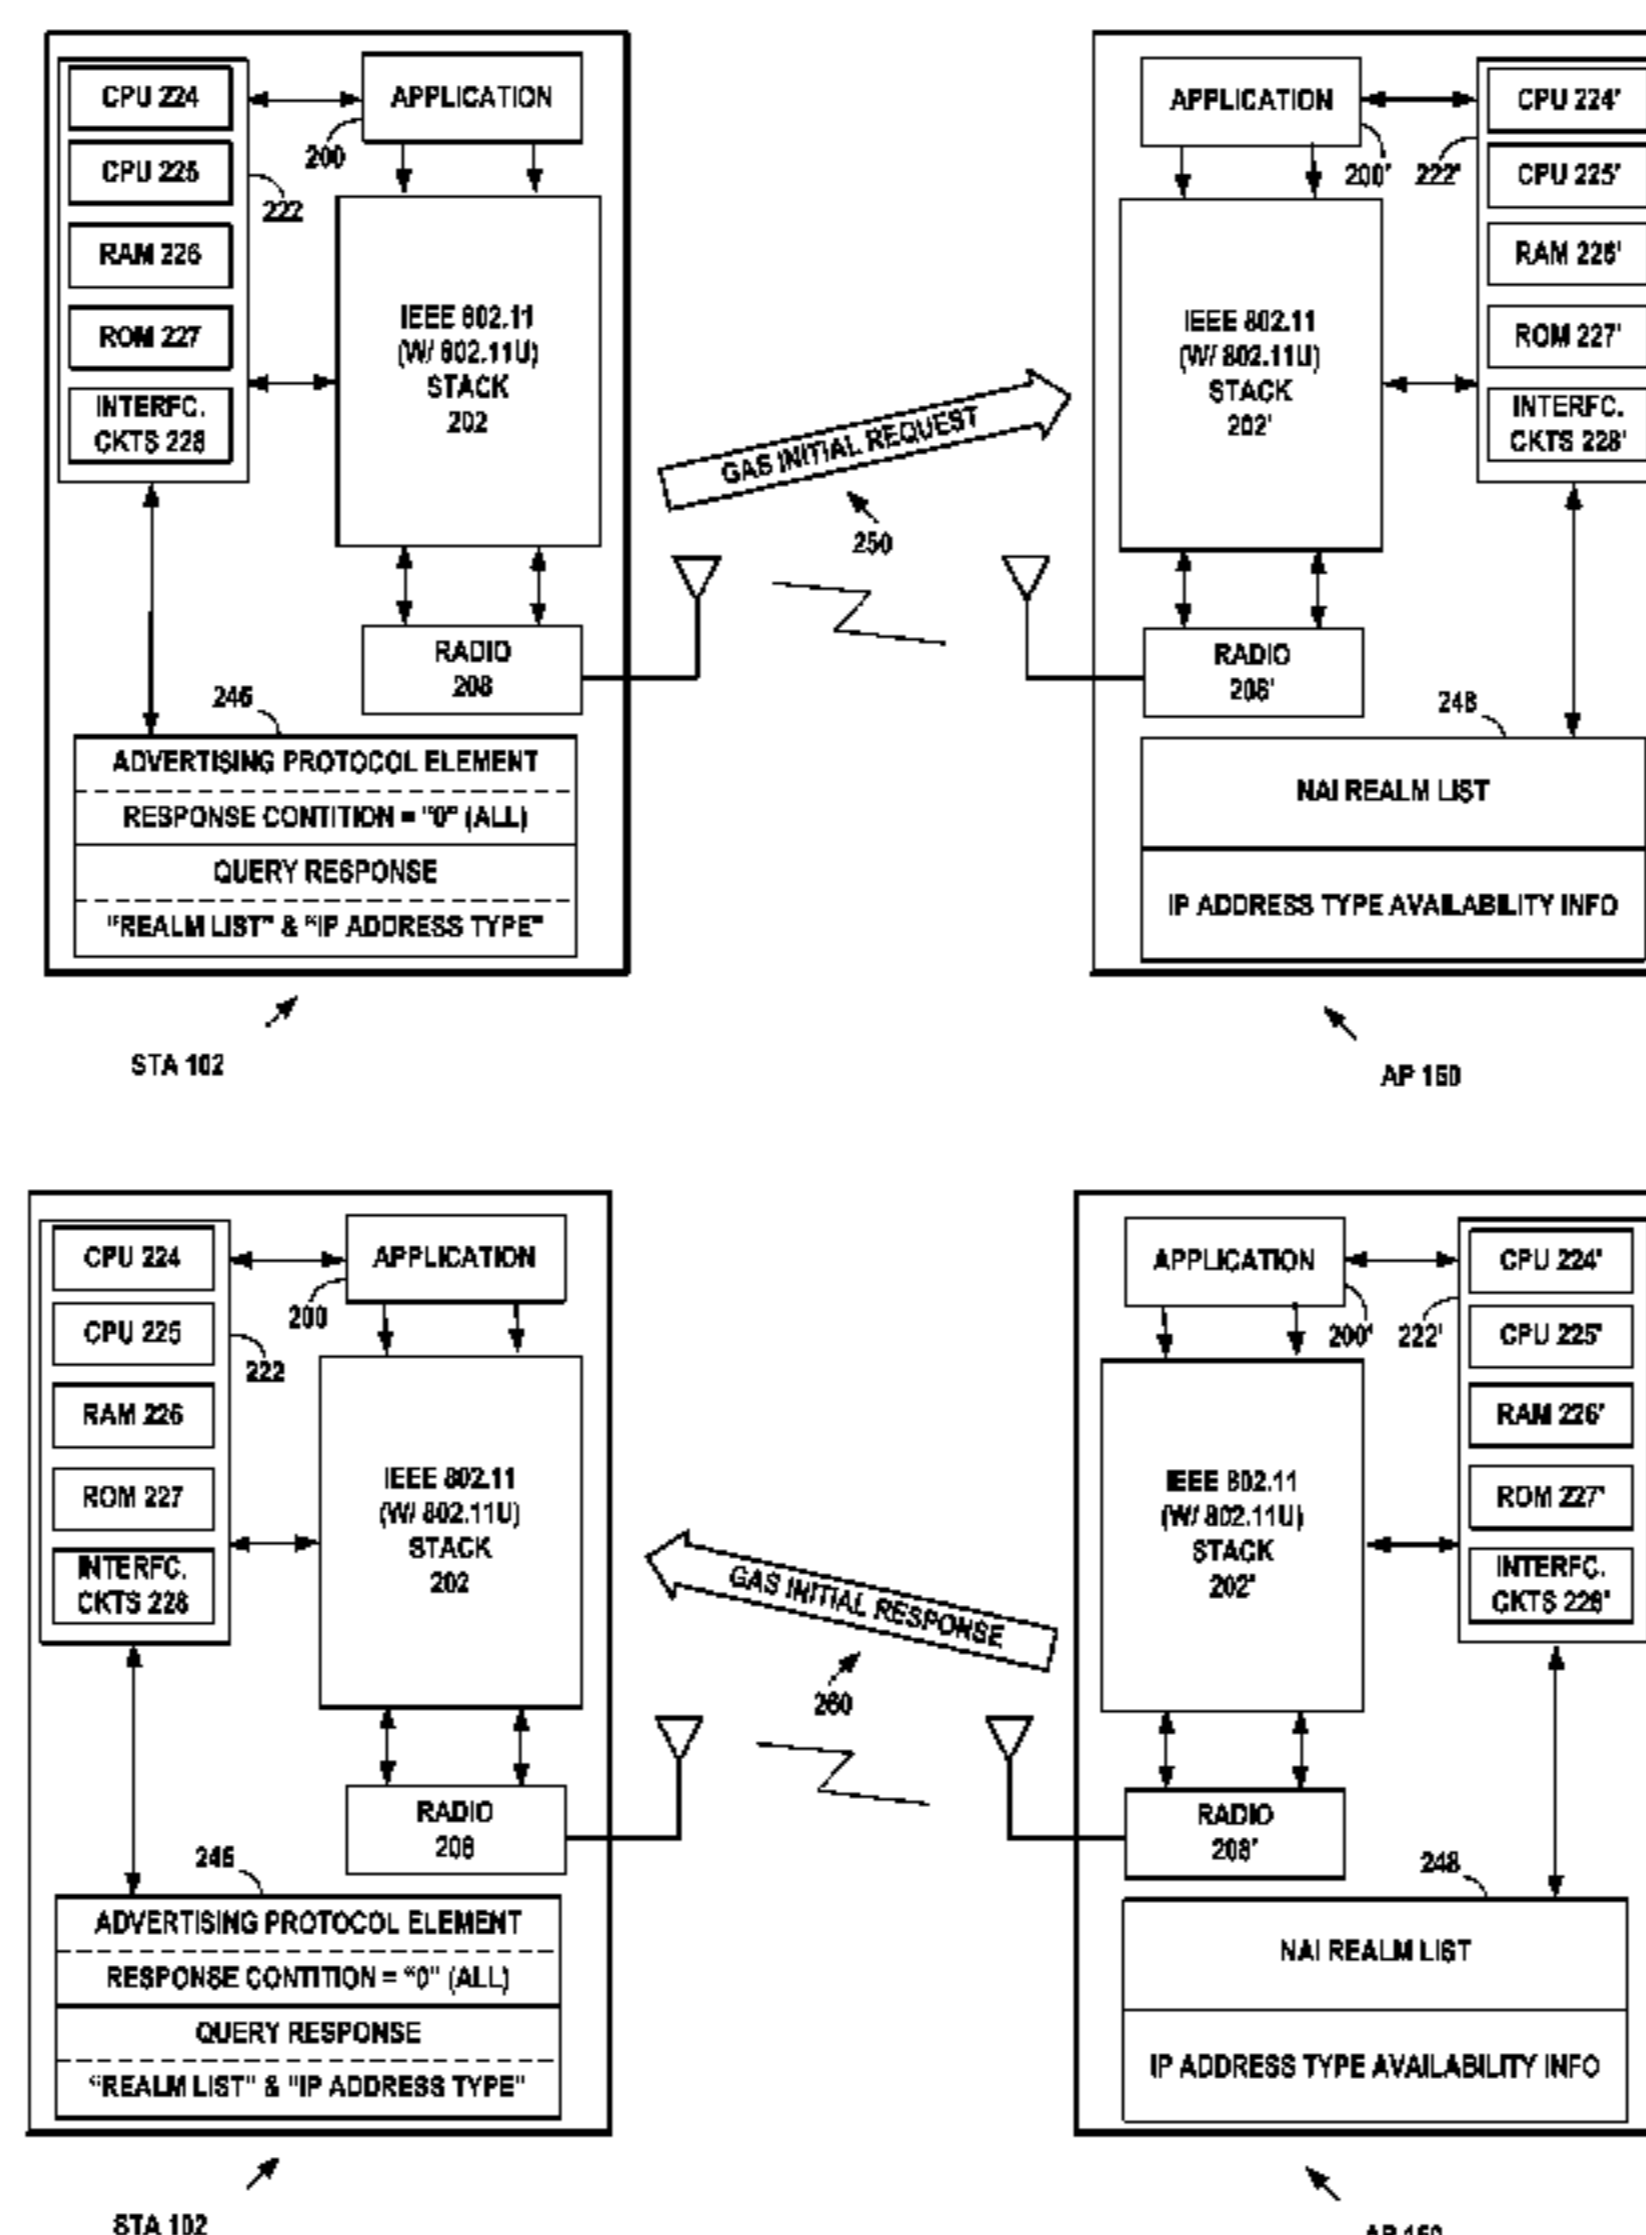 CPU 224
CPU 225
RAM 226
ROM 227
INTERFC.
CKTS 228
APPLICATION
200
222
IEEE 802.11
(W/ 802.11U)
STACK
202
RADIO
208
246
ADVERTISING PROTOCOL ELEMENT
RESPONSE CONTITION = "0" (ALL)
QUERY RESPONSE
"REALM LIST" & "IP ADDRESS TYPE"
STA 102
GAS INITIAL REQUEST
250
APPLICATION
200'
222'
CPU 224'
CPU 225'
RAM 226'
ROM 227'
INTERFC.
CKTS 228'
IEEE 802.11
(W/ 802.11U)
STACK
202'
RADIO
208'
248
NAI REALM LIST
IP ADDRESS TYPE AVAILABILITY INFO
AP 150
CPU 224
CPU 225
RAM 226
ROM 227
INTERFC.
CKTS 228
APPLICATION
200
222
IEEE 802.11
(W/ 802.11U)
STACK
202
RADIO
208
246
ADVERTISING PROTOCOL ELEMENT
RESPONSE CONTITION = "0" (ALL)
QUERY RESPONSE
"REALM LIST" & "IP ADDRESS TYPE"
STA 102
GAS INITIAL RESPONSE
260
APPLICATION
200'
222'
CPU 224'
CPU 225'
RAM 226'
ROM 227'
INTERFC.
CKTS 228'
IEEE 802.11
(W/ 802.11U)
STACK
202'
RADIO
208'
248
NAI REALM LIST
IP ADDRESS TYPE AVAILABILITY INFO